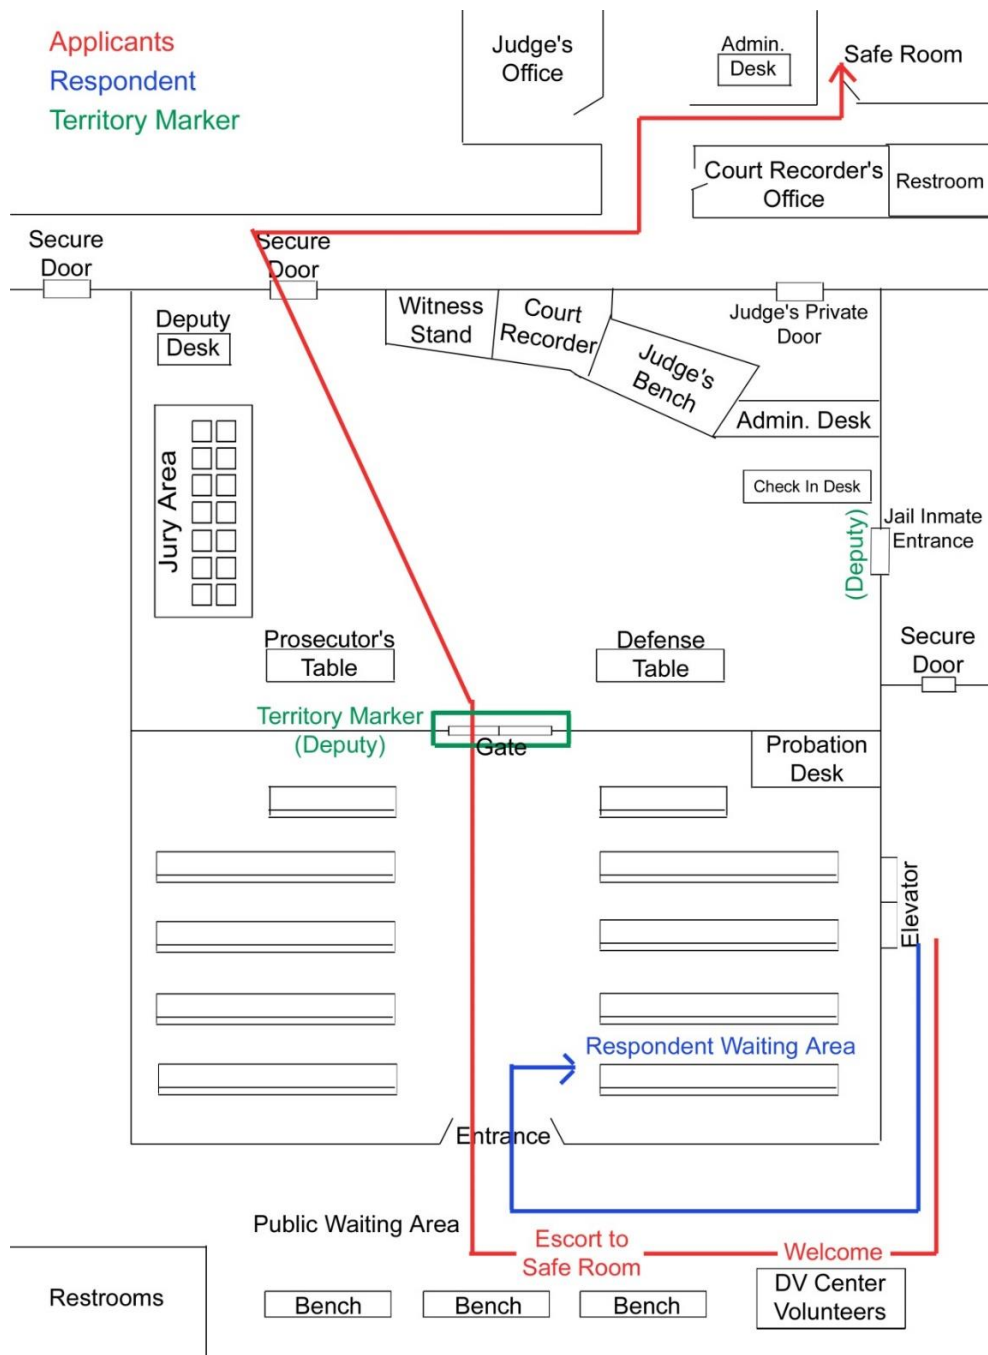 Applicants
Respondent
Territory Marker
Judge's
Office
Admin.
Desk
Safe Room
Court Recorder's
Office
Restroom
Secure
Door
Secure
Door
Witness
Stand
Court
Recorder
Judge's
Bench
Judge's Private
Door
Deputy
Desk
Admin. Desk
Check In Desk
Jury Area
(Deputy)
Jail Inmate
Entrance
Prosecutor's
Table
Defense
Table
Secure
Door
Territory Marker
(Deputy)
Gate
Probation
Desk
Elevator
Respondent Waiting Area
Entrance
Public Waiting Area
Escort to
Safe Room
Welcome
DV Center
Volunteers
Restrooms
Bench
Bench
Bench